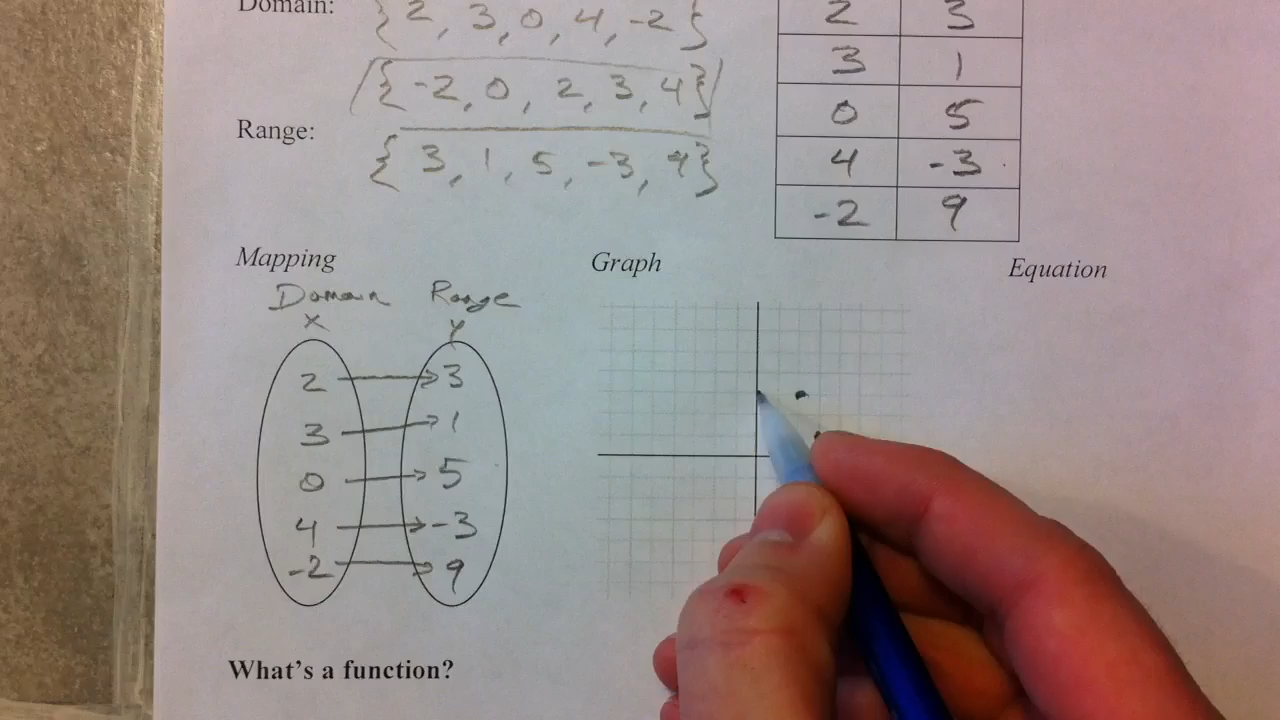 Domain: {2, 3, 0, 4, -2}
{-2, 0, 2, 3, 4}
Range:
{3, 1, 5, -3, 9}
2 3
3 1
0 5
4 -3
-2 9
Mapping
Graph
Equation
Domain Range
X Y
2 3
3 1
0 5
4 -3
-2 9
What's a function?